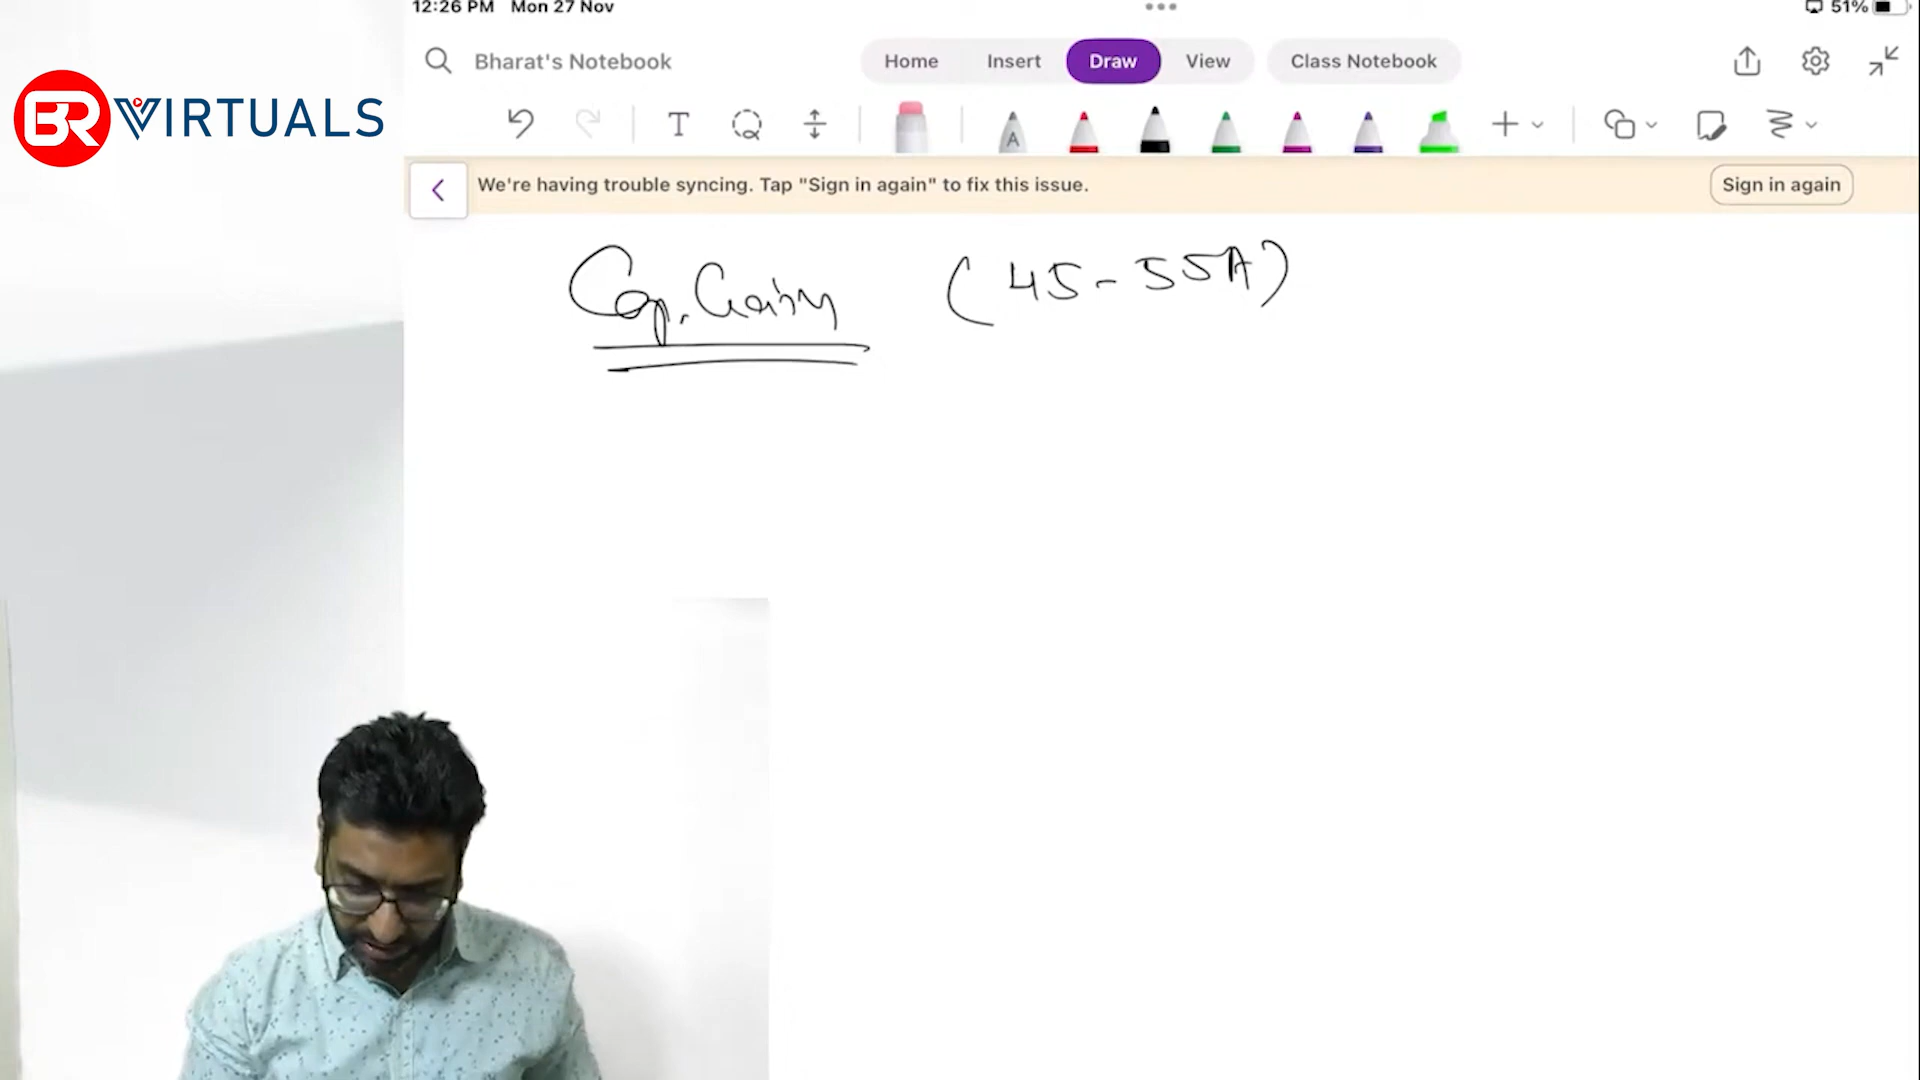 12:26 PM Mon 27 Nov
51%
Bharat's Notebook
Home Insert Draw View Class Notebook
BR VIRTUALS
T
A
We're having trouble syncing. Tap "Sign in again" to fix this issue.
Sign in again
Cap. Gains (45-55A)